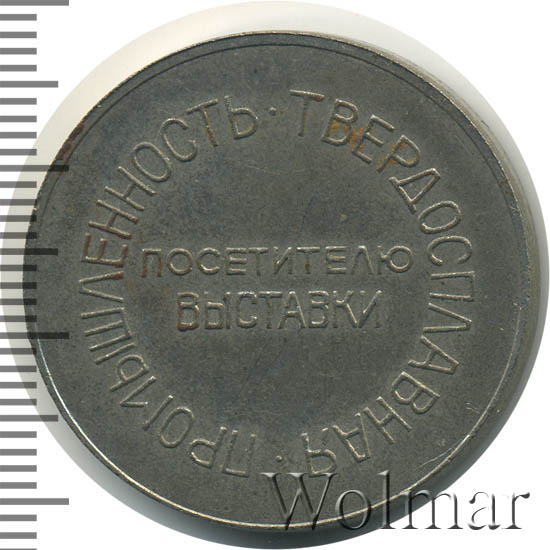 ТВЕРДОСПЛАВНАЯ · ПРОМЫШЛЕННОСТЬ ·
ПОСЕТИТЕЛЮ
ВЫСТАВКИ
Wolmar